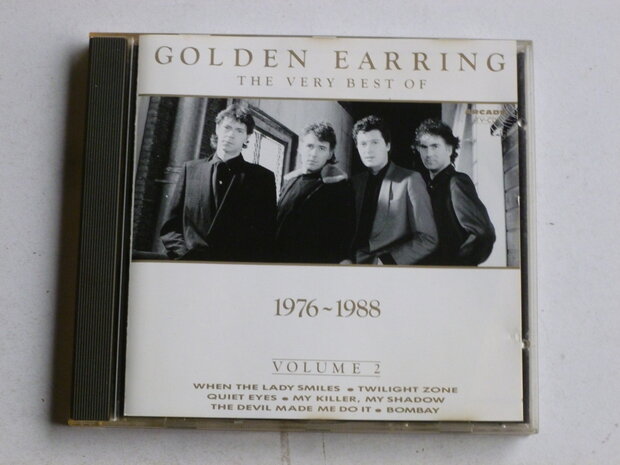 GOLDEN EARRING
THE VERY BEST OF
ARCADE
1976~1988
VOLUME 2
WHEN THE LADY SMILES • TWILIGHT ZONE
QUIET EYES • MY KILLER, MY SHADOW
THE DEVIL MADE ME DO IT • BOMBAY